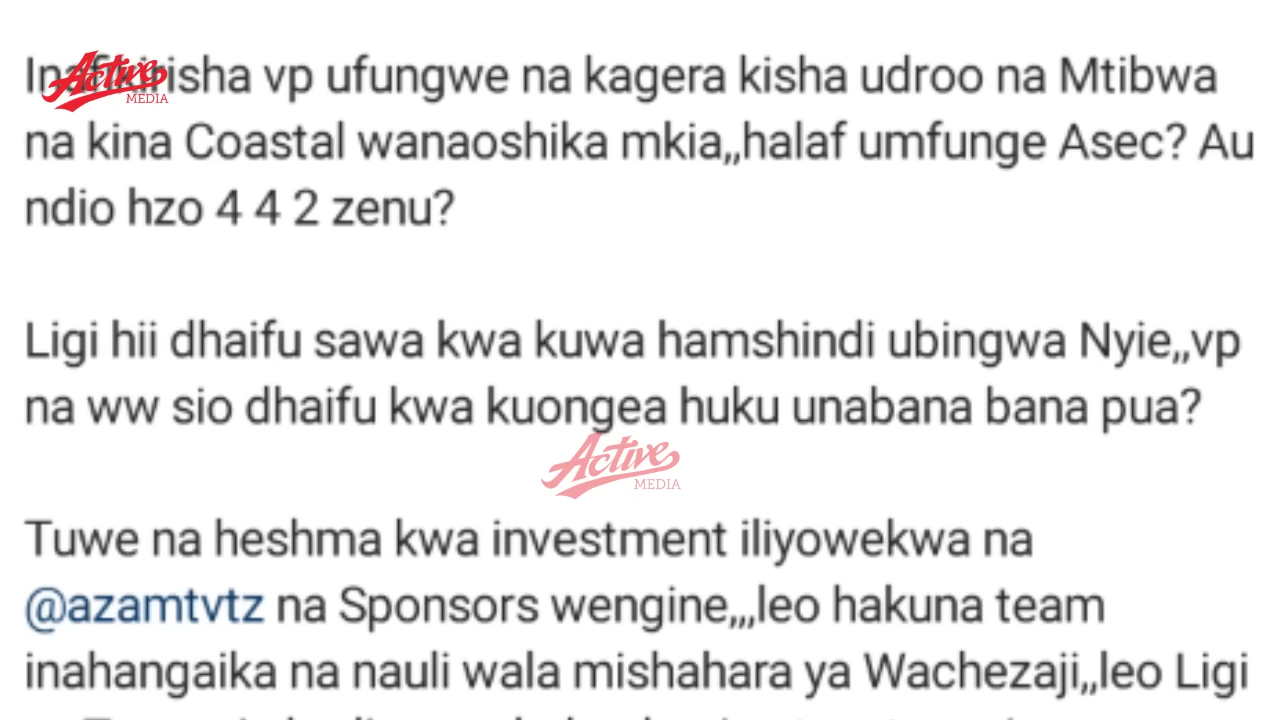 isha vp ufungwe na kagera kisha udroo na Mtibwa
na kina Coastal wanaoshika mkia,,halaf umfunge Asec? Au
ndio hzo 4 4 2 zenu?
Ligi hii dhaifu sawa kwa kuwa hamshindi ubingwa Nyie,,vp
na ww sio dhaifu kwa kuongea huku unabana bana pua?
Tuwe na heshma kwa investment iliyowekwa na
@azamtvtz na Sponsors wengine,,,leo hakuna team
inahangaika na nauli wala mishahara ya Wachezaji,,leo Ligi
Active
MEDIA
Active
MEDIA